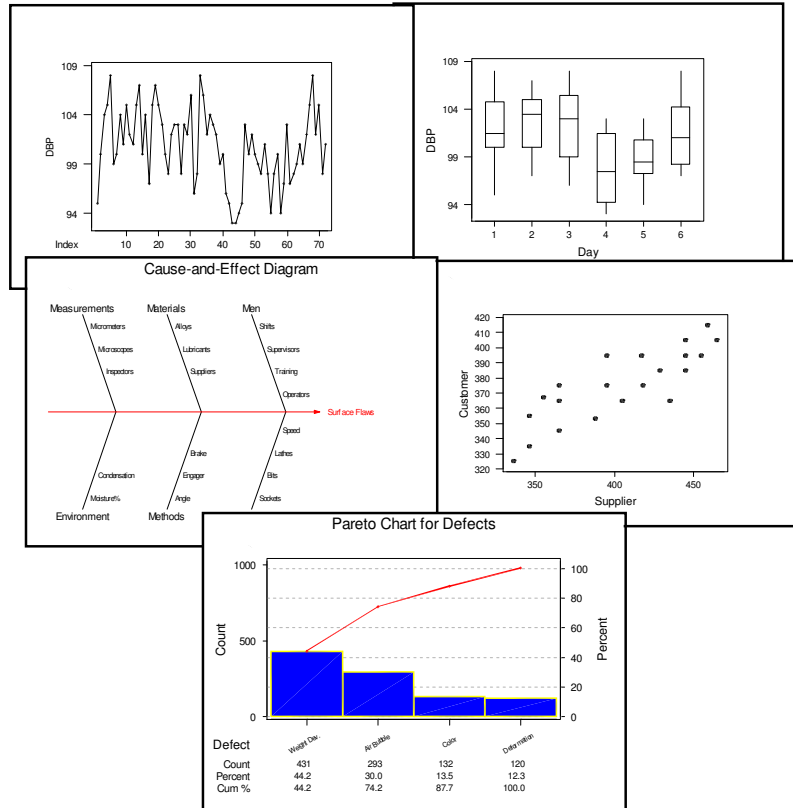 109
104
99
94
DBP
Index 10 20 30 40 50 60 70
109
104
99
94
DBP
1 2 3 4 5 6
Day
Cause-and-Effect Diagram
Measurements Materials Men
Micrometers Alloys Shifts
Microscopes Lubricants Supervisors
Inspectors Suppliers Training
Operators
Surface Flaws
Speed
Brake Lathes
Condensation Engager Bits
Moisture% Angle Sockets
Environment Methods
420
410
400
390
380
370
360
350
340
330
320
Customer
350 400 450
Supplier
Pareto Chart for Defects
1000
500
0
Count
100
80
60
40
20
0
Percent
Defect Weight Dev. Air Bubble Color Deformition
Count 431 293 132 120
Percent 44.2 30.0 13.5 12.3
Cum % 44.2 74.2 87.7 100.0